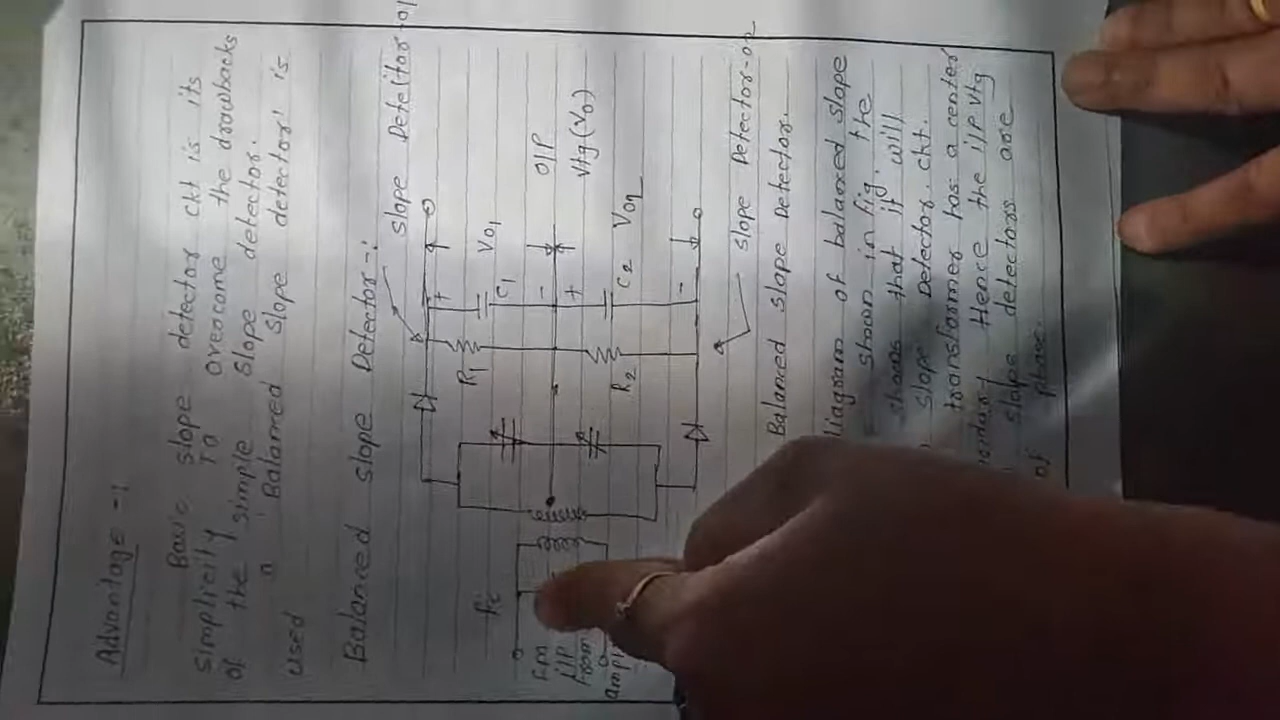 Advantage -:
Basic slope detector ckt is its
simplicity To overcome the drawbacks
of the simple slope detector.
a 'Balanced slope detector' is
used
Balanced slope Detector -:
slope Detector-01
R1
C1
Vo1
+
-
fc
FM
I/P
from
O/P
Vtg (Vo)
+
-
R2
C2
slope Detector-02
Balanced slope Detector.
diagram of balanced slope
shown in fig. the
shows that it will
slope Detector. ckt.
transformer has a center
Hence the i/p vtg
slope detectors are
of phase.